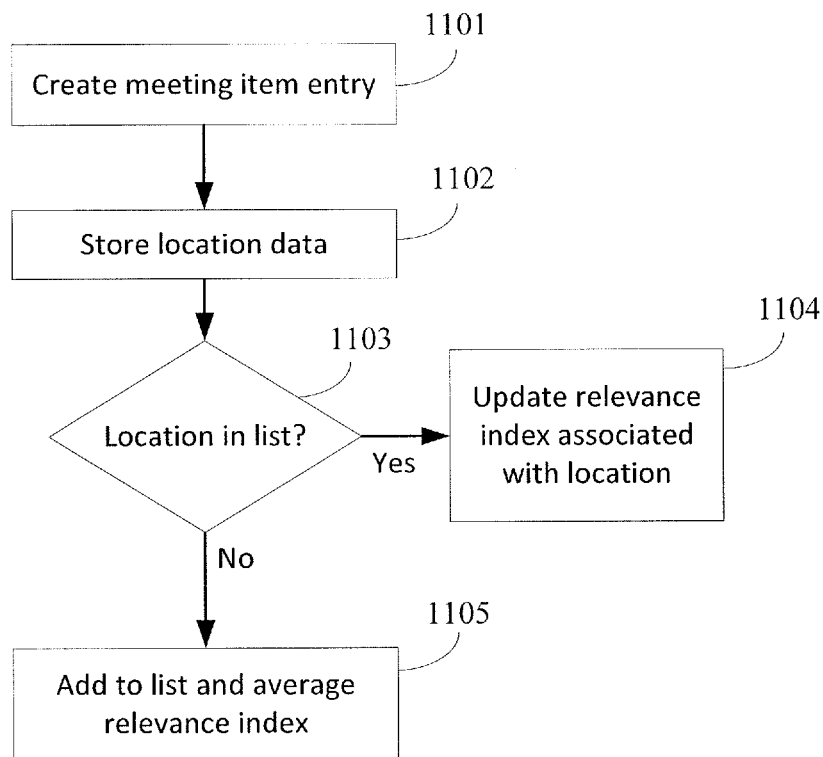 1101
Create meeting item entry
1102
Store location data
1103
Location in list?
Yes
1104
Update relevance
index associated
with location
No
1105
Add to list and average
relevance index